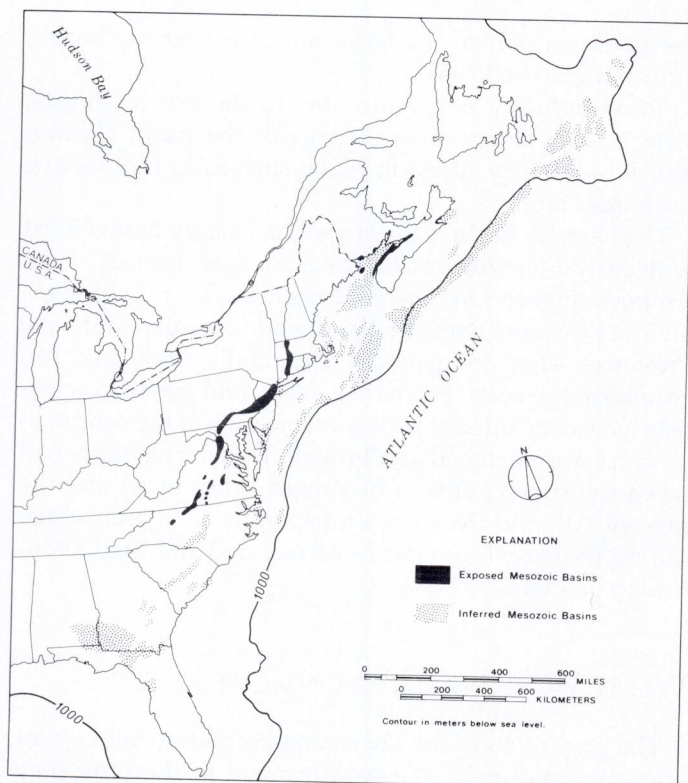 Hudson Bay
CANADA
U.S.A.
ATLANTIC OCEAN
N
EXPLANATION
Exposed Mesozoic Basins
Inferred Mesozoic Basins
1000
0 200 400 600 MILES
0 200 400 600 KILOMETERS
1000
Contour in meters below sea level.